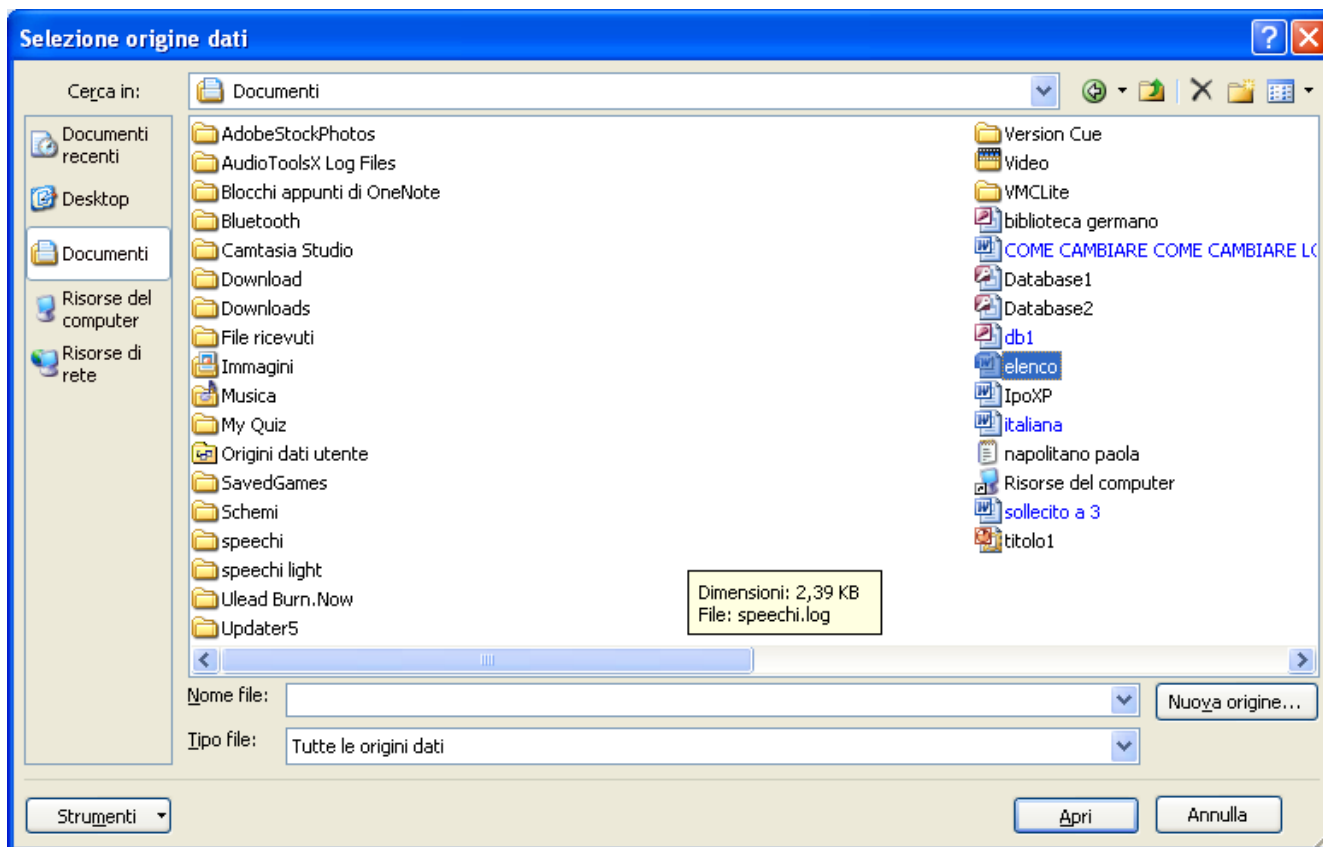 Selezione origine dati
Cerca in:
Documenti
Documenti
recenti
Desktop
Documenti
Risorse del
computer
Risorse di
rete
AdobeStockPhotos
AudioToolsX Log Files
Blocchi appunti di OneNote
Bluetooth
Camtasia Studio
Download
Downloads
File ricevuti
Immagini
Musica
My Quiz
Origini dati utente
SavedGames
Schemi
speechi
speechi light
Ulead Burn.Now
Updater5
Version Cue
Video
VMCLite
biblioteca germano
COME CAMBIARE COME CAMBIARE LO
Database1
Database2
db1
elenco
IpoXP
italiana
napolitano paola
Risorse del computer
sollecito a 3
titolo1
Dimensioni: 2,39 KB
File: speechi.log
Nome file:
Nuova origine...
Tipo file:
Tutte le origini dati
Strumenti
Apri
Annulla